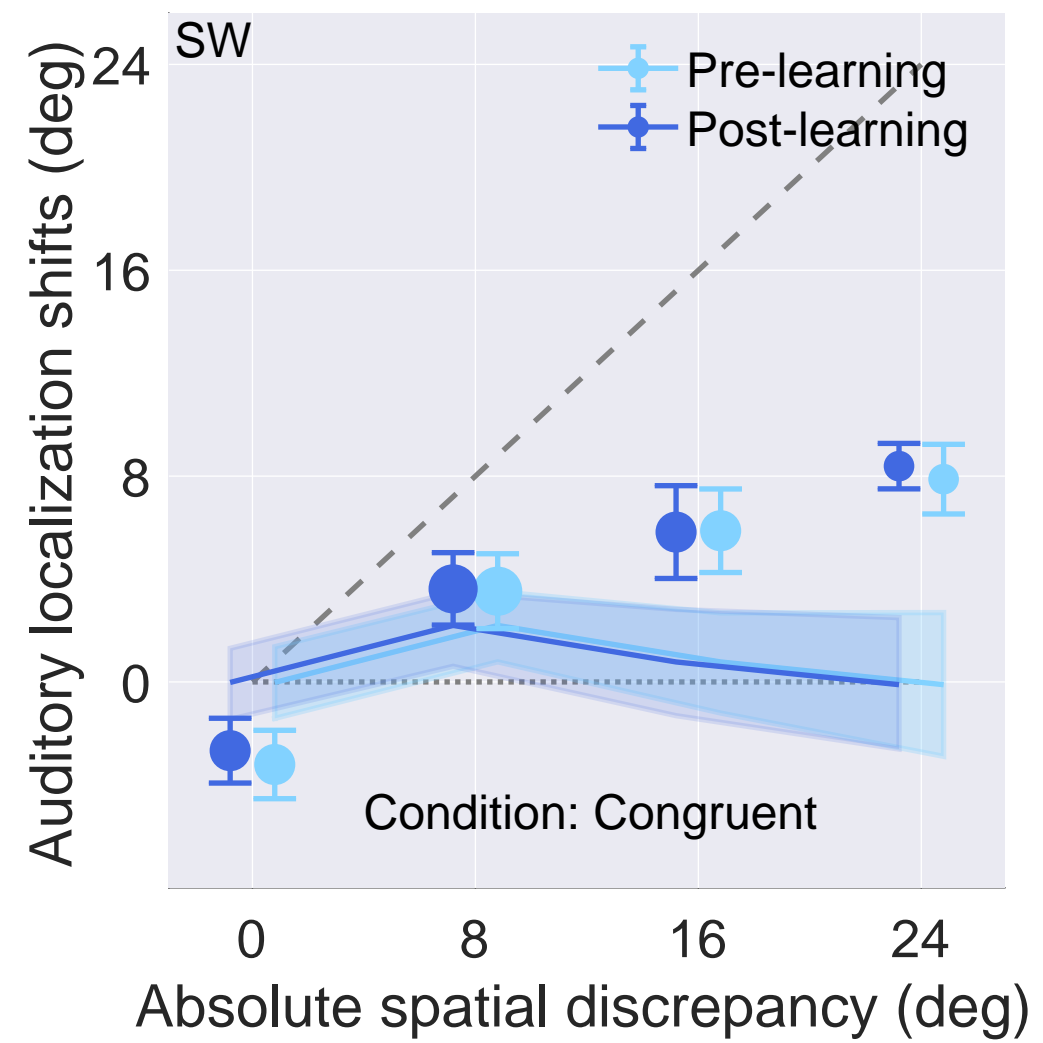 SW
Pre-learning
Post-learning
Auditory localization shifts (deg)
24
16
8
0
Condition: Congruent
0 8 16 24
Absolute spatial discrepancy (deg)